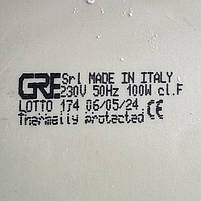 GRE Srl MADE IN ITALY
230V 50Hz 100W cl.F
LOTTO 174 06/05/24 CE
Thermally protected